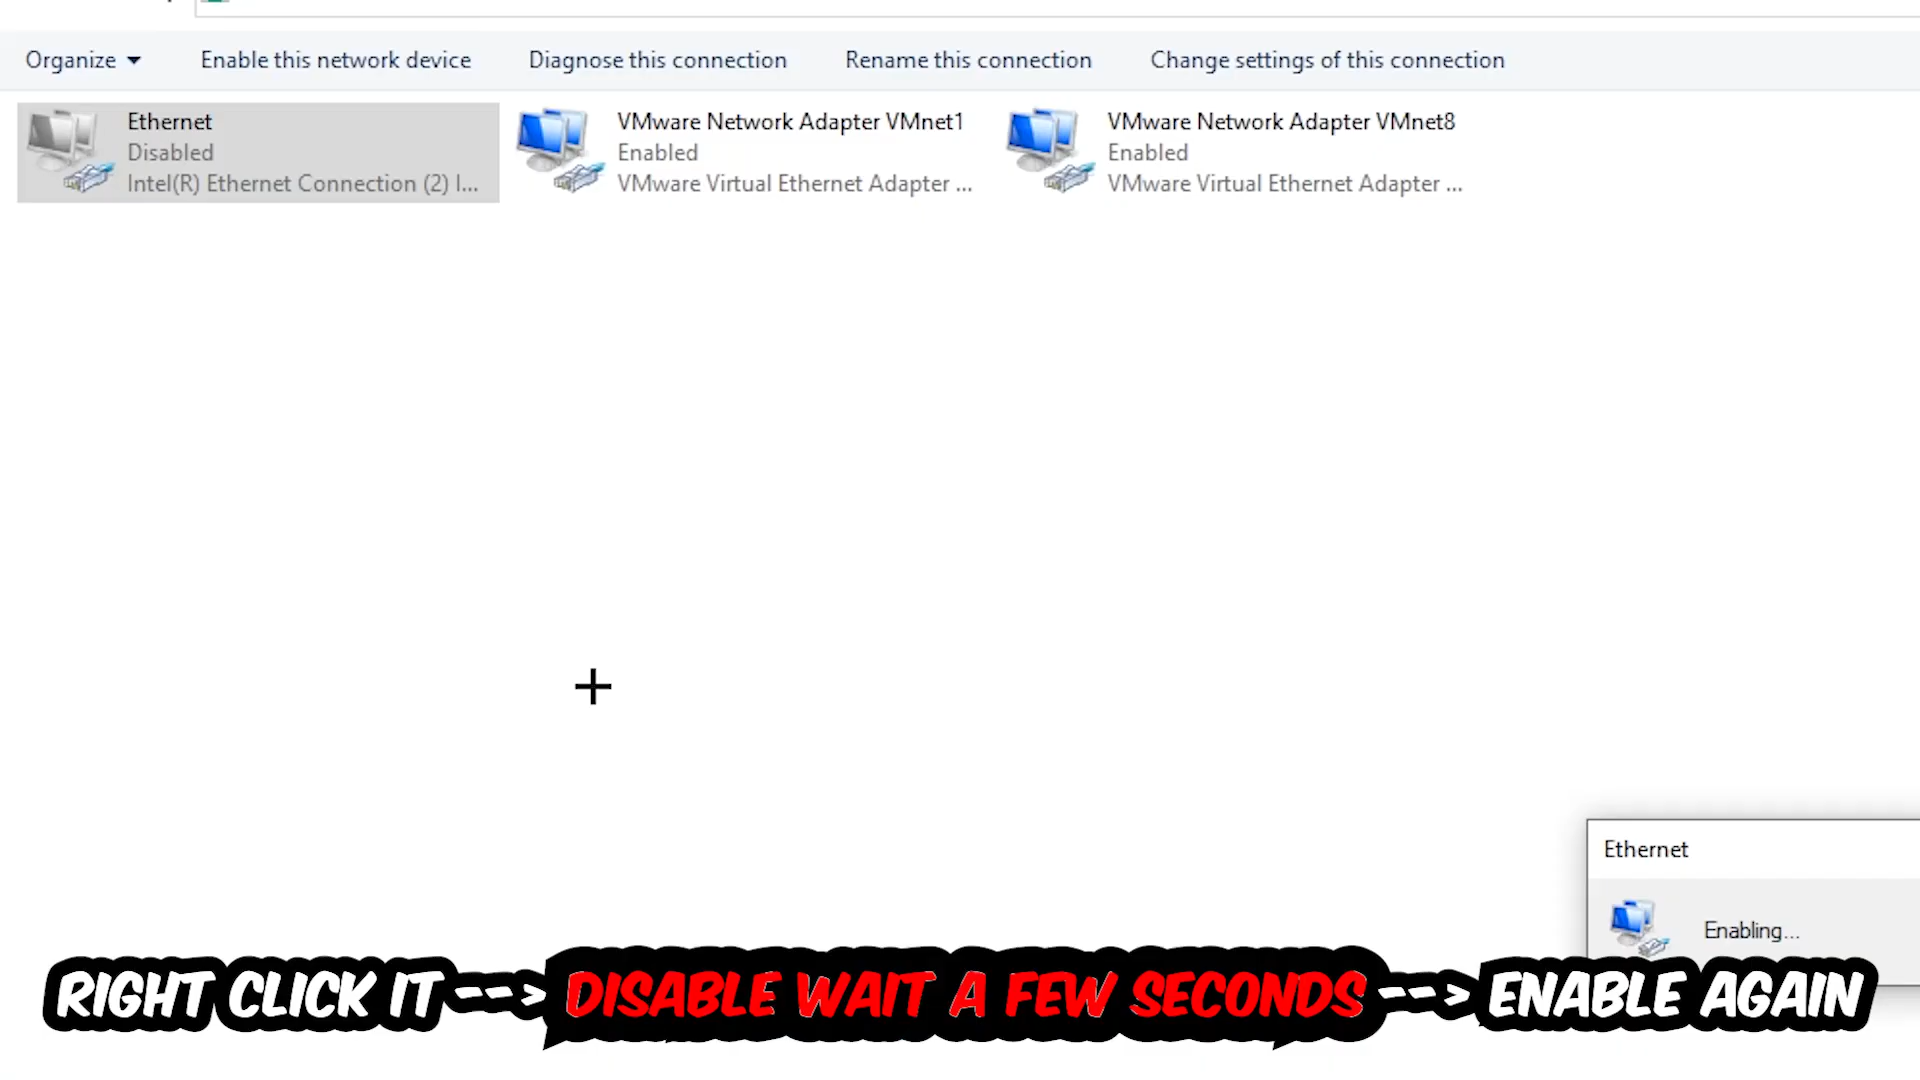 Organize Enable this network device Diagnose this connection Rename this connection Change settings of this connection
Ethernet
Disabled
Intel(R) Ethernet Connection (2) I...
VMware Network Adapter VMnet1
Enabled
VMware Virtual Ethernet Adapter ...
VMware Network Adapter VMnet8
Enabled
VMware Virtual Ethernet Adapter ...
Ethernet
Enabling...
RIGHT CLICK IT --> DISABLE WAIT A FEW SECONDS --> ENABLE AGAIN